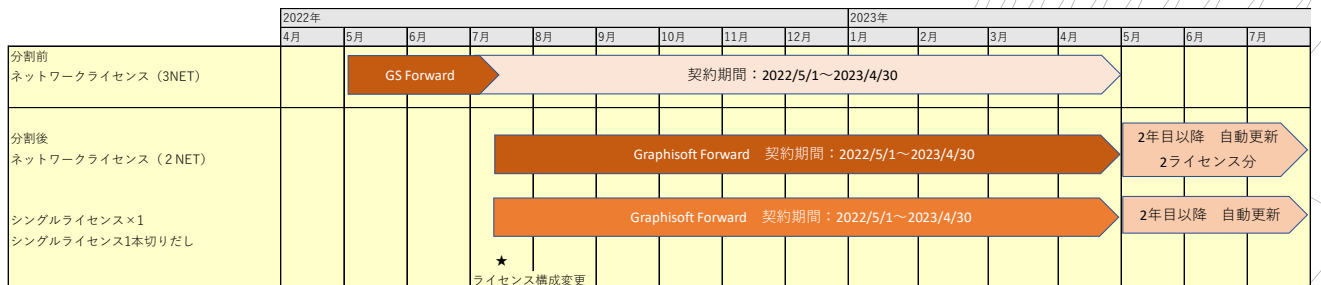 2022年
2023年
4月 5月 6月 7月 8月 9月 10月 11月 12月 1月 2月 3月 4月 5月 6月 7月
分割前
ネットワークライセンス（3NET）
GS Forward
契約期間：2022/5/1～2023/4/30
分割後
ネットワークライセンス（２NET）
Graphisoft Forward　契約期間：2022/5/1～2023/4/30
2年目以降　自動更新
2ライセンス分
シングルライセンス×1
シングルライセンス1本切りだし
Graphisoft Forward　契約期間：2022/5/1～2023/4/30
2年目以降　自動更新
★
ライセンス構成変更